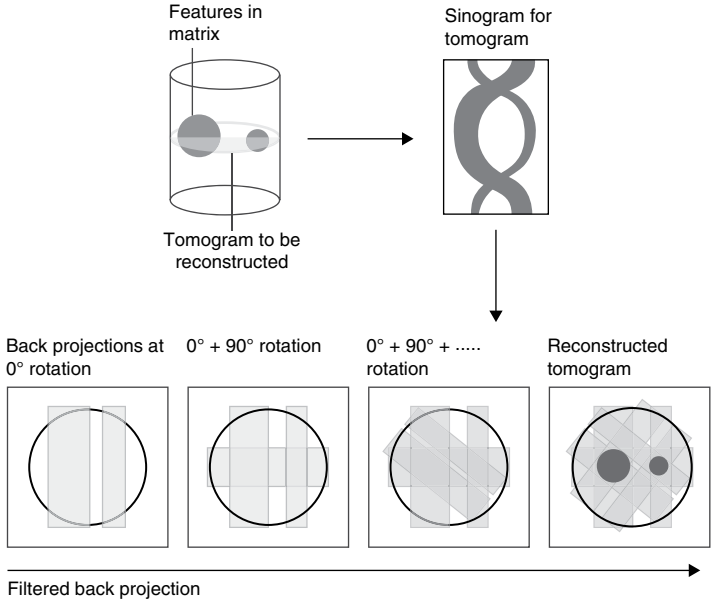 Features in
matrix
Sinogram for
tomogram
Tomogram to be
reconstructed
Back projections at
0° rotation
0° + 90° rotation
0° + 90° + ·····
rotation
Reconstructed
tomogram
Filtered back projection